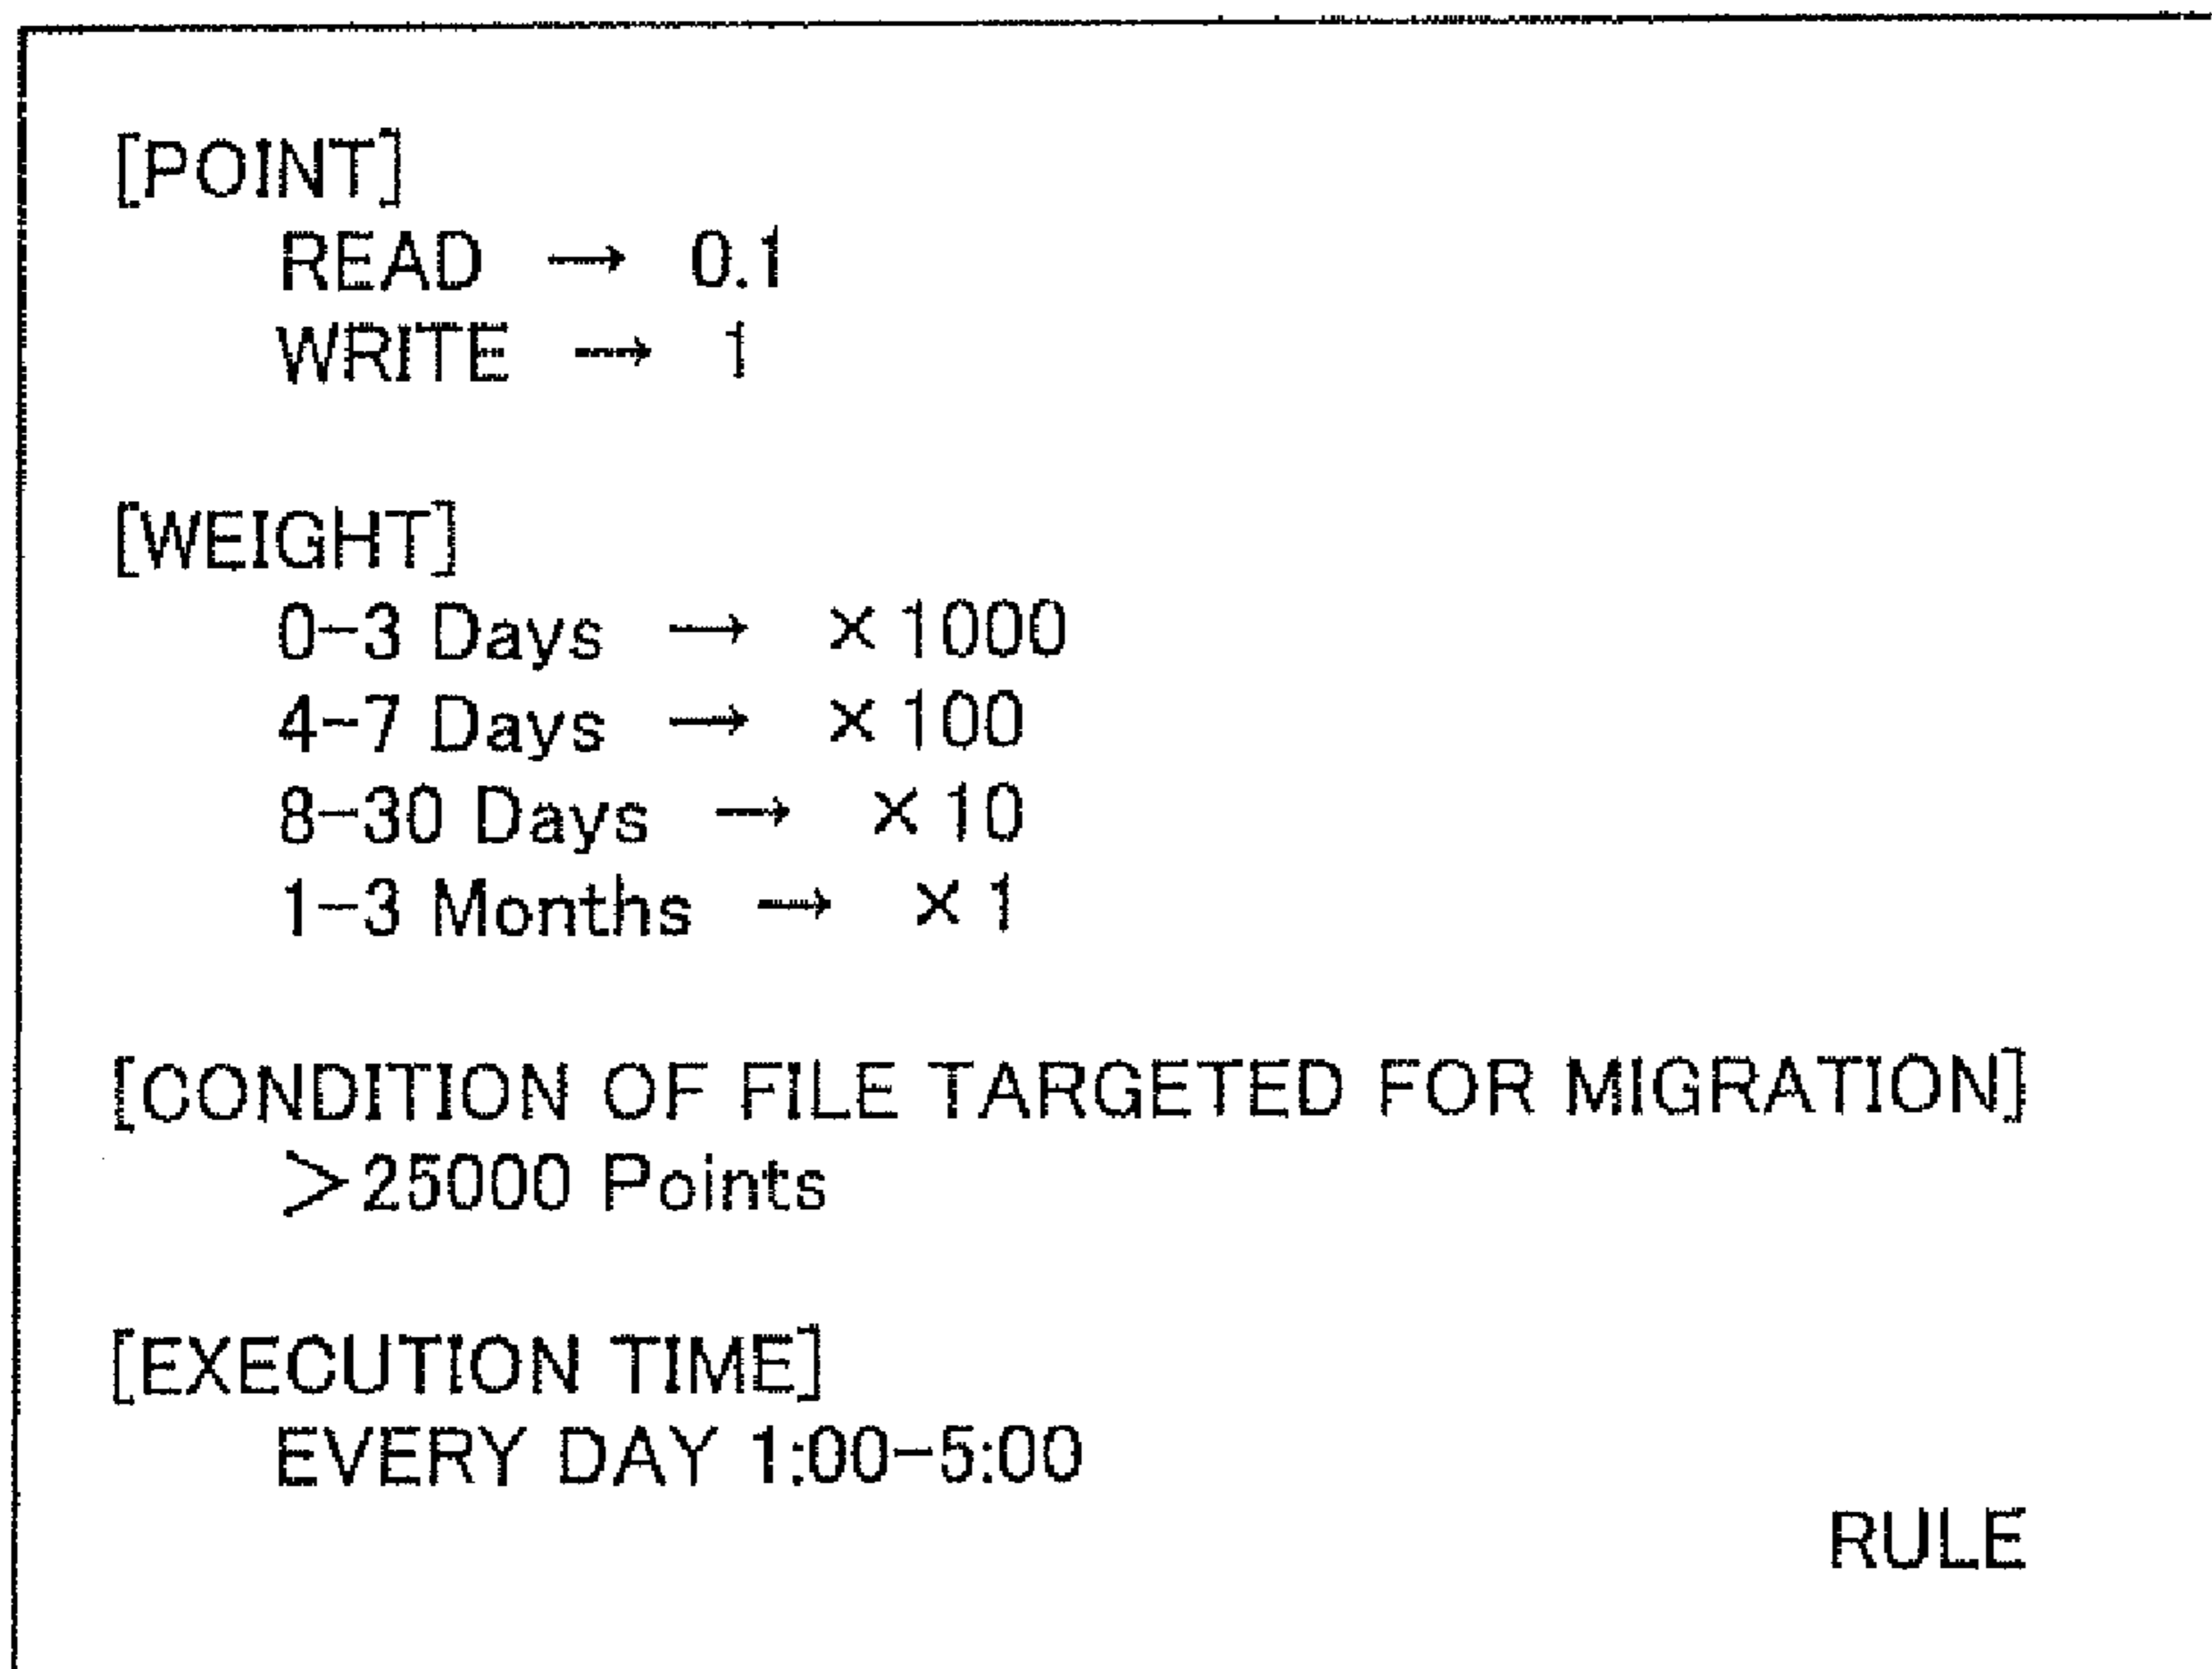 [POINT]
READ → 0.1
WRITE → 1
[WEIGHT]
0-3 Days → ×1000
4-7 Days → ×100
8-30 Days → ×10
1-3 Months → ×1
[CONDITION OF FILE TARGETED FOR MIGRATION]
>25000 Points
[EXECUTION TIME]
EVERY DAY 1:00-5:00
RULE